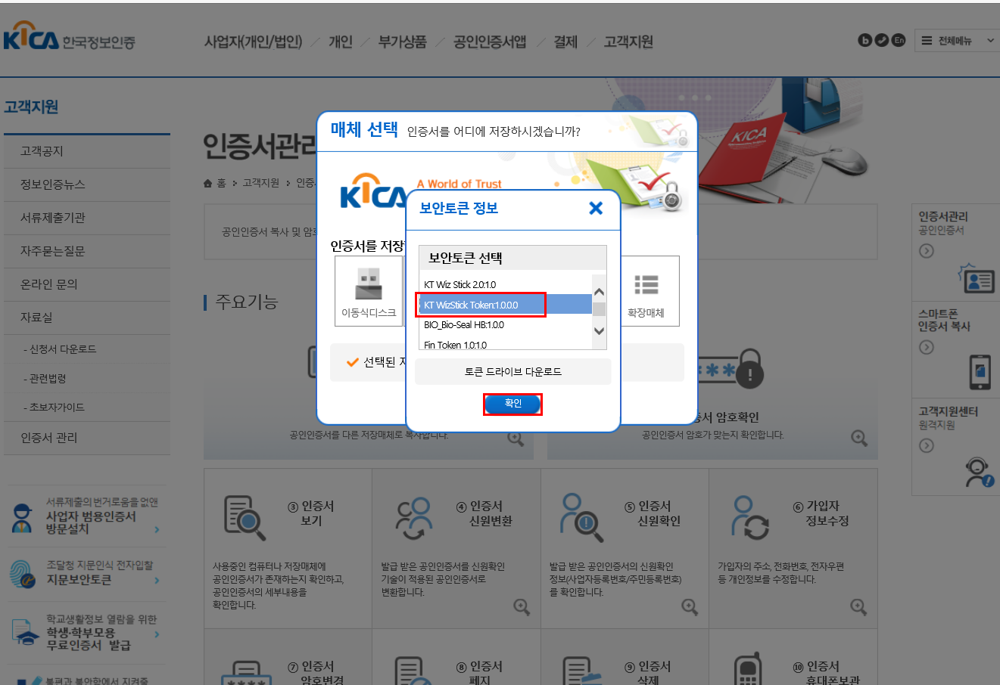 KICA 한국정보인증
사업자(개인/법인)
개인
부가상품
공인인증서앱
결제
고객지원
b
En
전체메뉴
고객지원
고객공지
정보인증뉴스
서류제출기관
자주묻는질문
온라인 문의
자료실
- 신청서 다운로드
- 관련법령
- 초보자가이드
인증서 관리
서류제출의 번거로움을 없앤
사업자 범용인증서
방문설치
조달청 지문인식 전자입찰
지문보안토큰
학교생활정보 열람을 위한
학생·학부모용
무료인증서 발급
불편과 불안함에서 지켜줄
인증서관리
홈
고객지원
인증
공인인증서 복사 및 암호
KICA
주요기능
매체 선택
인증서를 어디에 저장하시겠습니까?
KICA
A World of Trust
인증서를 저장
이동식디스크
확장매체
선택된
보안토큰 정보
보안토큰 선택
KT Wiz Stick 2.0:1.0
KT WizStick Token:1.0.0.0
BIO_Bio-Seal HB:1.0.0
Fin Token 1.0:1.0
토큰 드라이브 다운로드
확인
공인인증서를 다른 저장매체로 복사합니다.
서 암호확인
공인인증서 암호가 맞는지 확인합니다.
③ 인증서
보기
사용중인 컴퓨터나 저장매체에
공인인증서가 존재하는지 확인하고,
공인인증서의 세부내용을
확인합니다.
④ 인증서
신원변환
발급 받은 공인인증서를 신원확인
기술이 적용된 공인인증서로
변환합니다.
⑤ 인증서
신원확인
발급 받은 공인인증서의 신원확인
정보(사업자등록번호/주민등록번호)
를 확인합니다.
⑥ 가입자
정보수정
가입자의 주소, 전화번호, 전자우편
등 개인정보를 수정합니다.
⑦ 인증서
암호변경
⑧ 인증서
폐지
⑨ 인증서
삭제
⑩ 인증서
휴대폰보관
인증서관리
공인인증서
스마트폰
인증서 복사
고객지원센터
원격지원